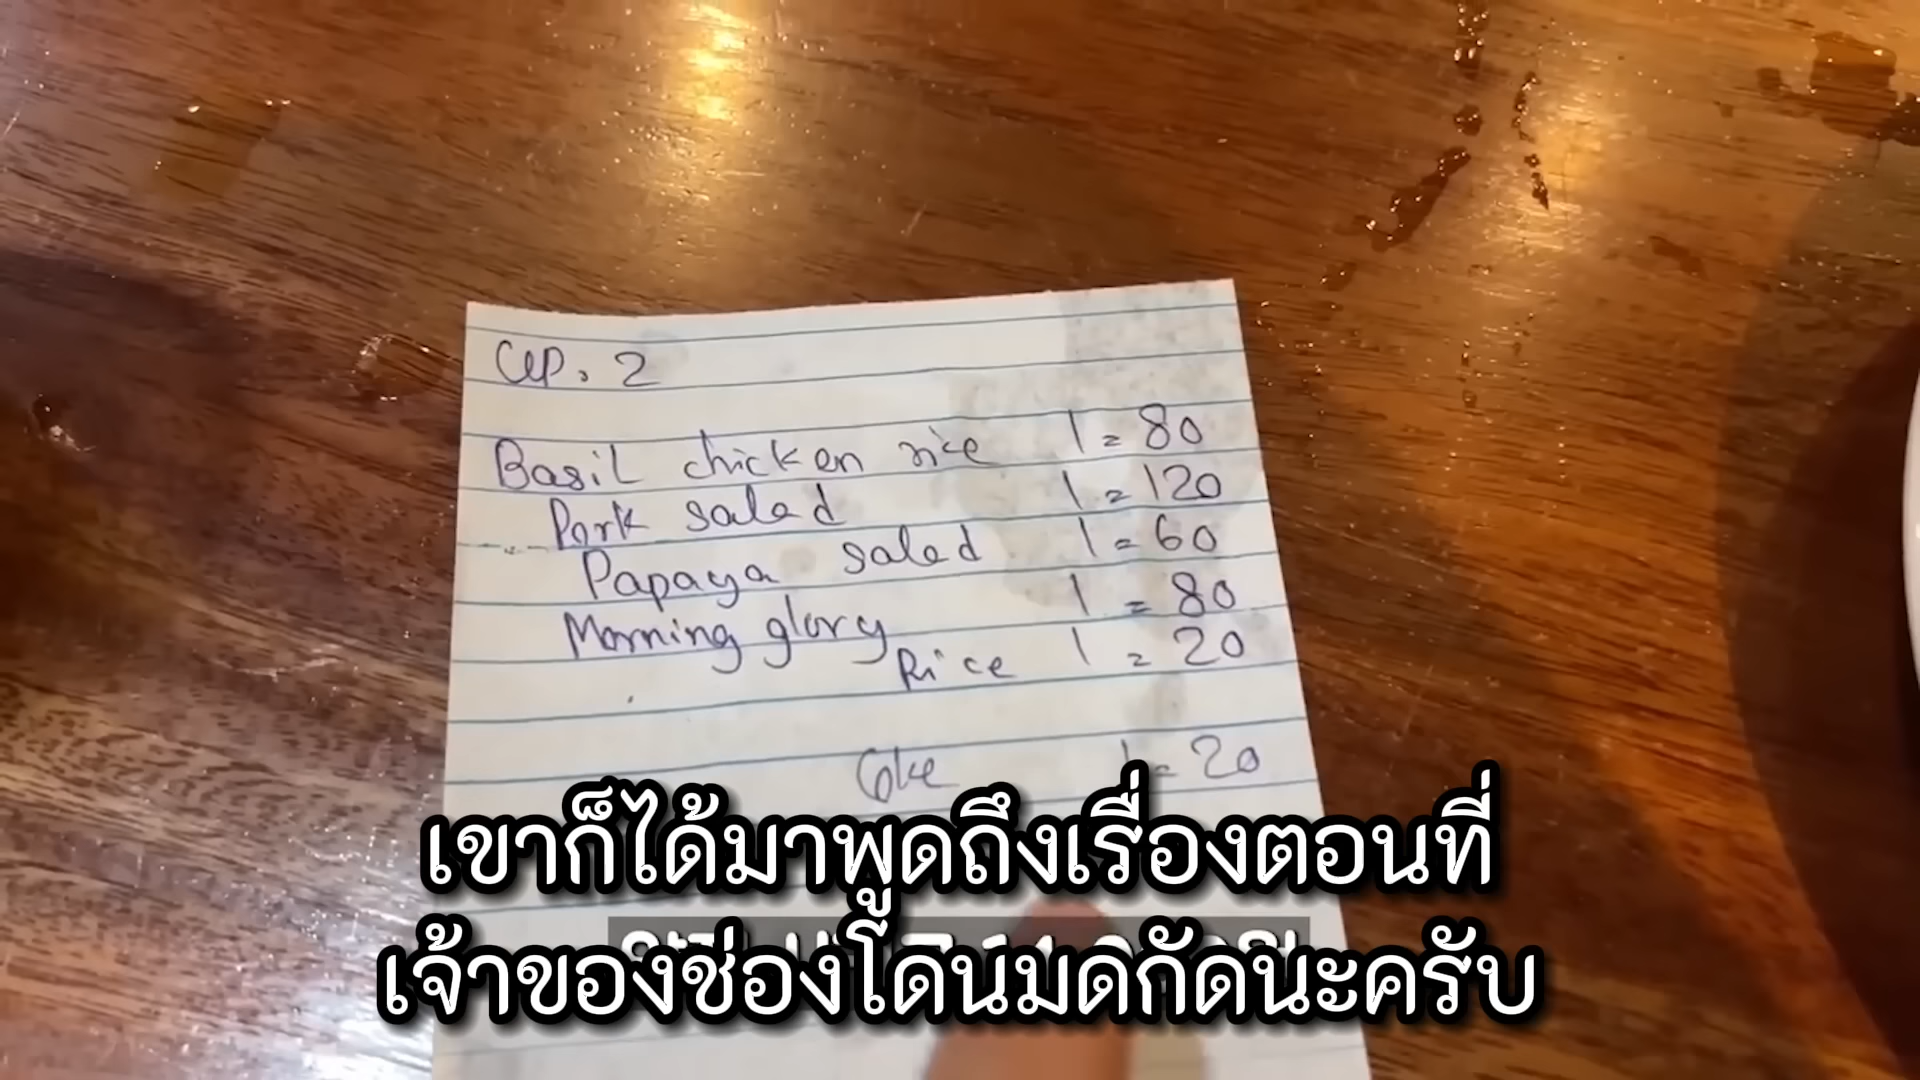 Basil chicken rice 1 = 80
Pork salad 1 = 120
Papaya salad 1 = 60
Morning glory 1 = 80
Rice 1 = 20
Coke 1 = 20
เขาก็ได้มาพูดถึงเรื่องตอนที่
เจ้าของช่องโดนมดกัดนะครับ